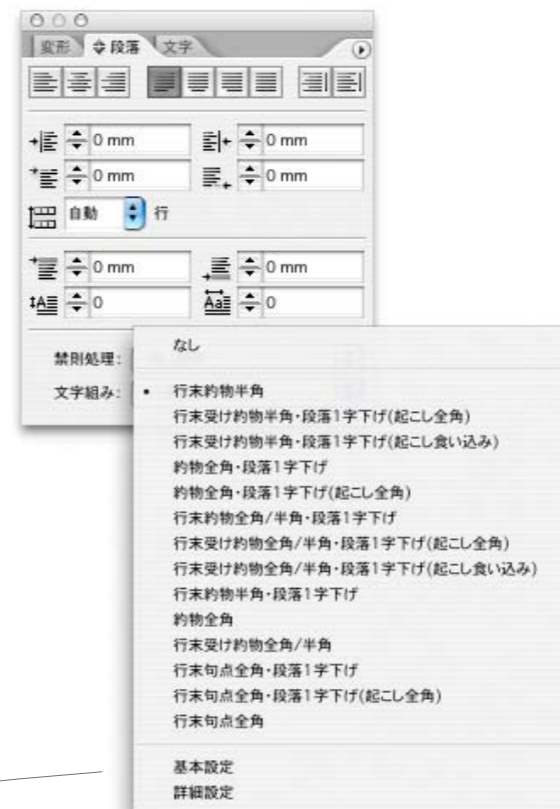 変形 段落 文字
0 mm 0 mm
0 mm 0 mm
自動 行
0 mm 0 mm
0 0
禁則処理:
文字組み:
なし
• 行末約物半角
行末受け約物半角・段落1字下げ(起こし全角)
行末受け約物半角・段落1字下げ(起こし食い込み)
約物全角・段落1字下げ
約物全角・段落1字下げ(起こし全角)
行末約物全角/半角・段落1字下げ
行末受け約物全角/半角・段落1字下げ(起こし全角)
行末受け約物全角/半角・段落1字下げ(起こし食い込み)
行末約物半角・段落1字下げ
約物全角
行末受け約物全角/半角
行末句点全角・段落1字下げ
行末句点全角・段落1字下げ(起こし全角)
行末句点全角
基本設定
詳細設定